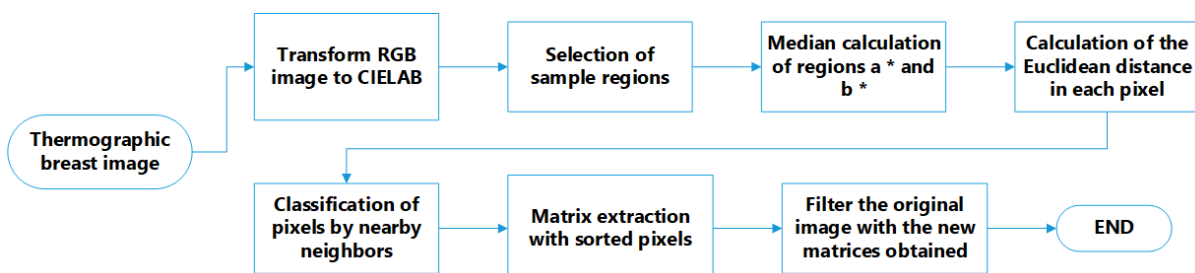 Thermographic
breast image
Transform RGB
image to CIELAB
Selection of
sample regions
Median calculation
of regions a * and
b *
Calculation of the
Euclidean distance
in each pixel
Classification of
pixels by nearby
neighbors
Matrix extraction
with sorted pixels
Filter the original
image with the new
matrices obtained
END